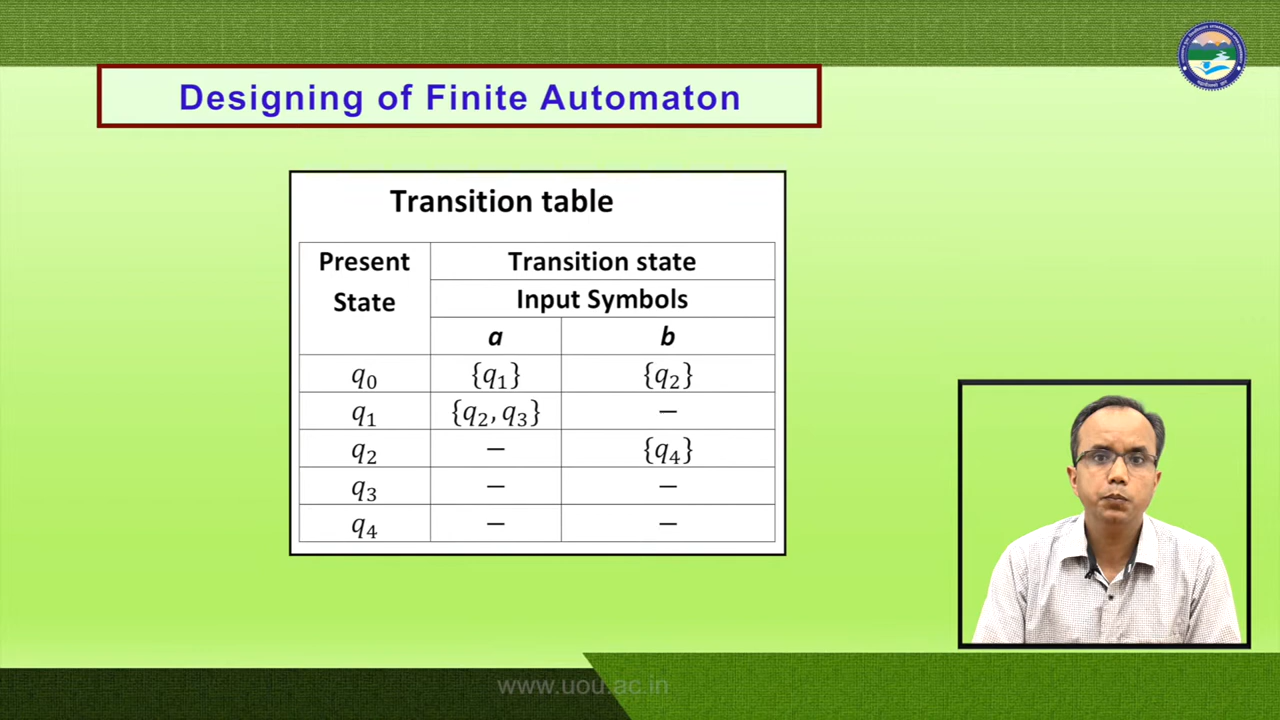 Designing of Finite Automaton
Transition table
Present State
Transition state
Input Symbols
a b
q₀ {q₁} {q₂}
q₁ {q₂, q₃} –
q₂ – {q₄}
q₃ – –
q₄ – –
www.uou.ac.in